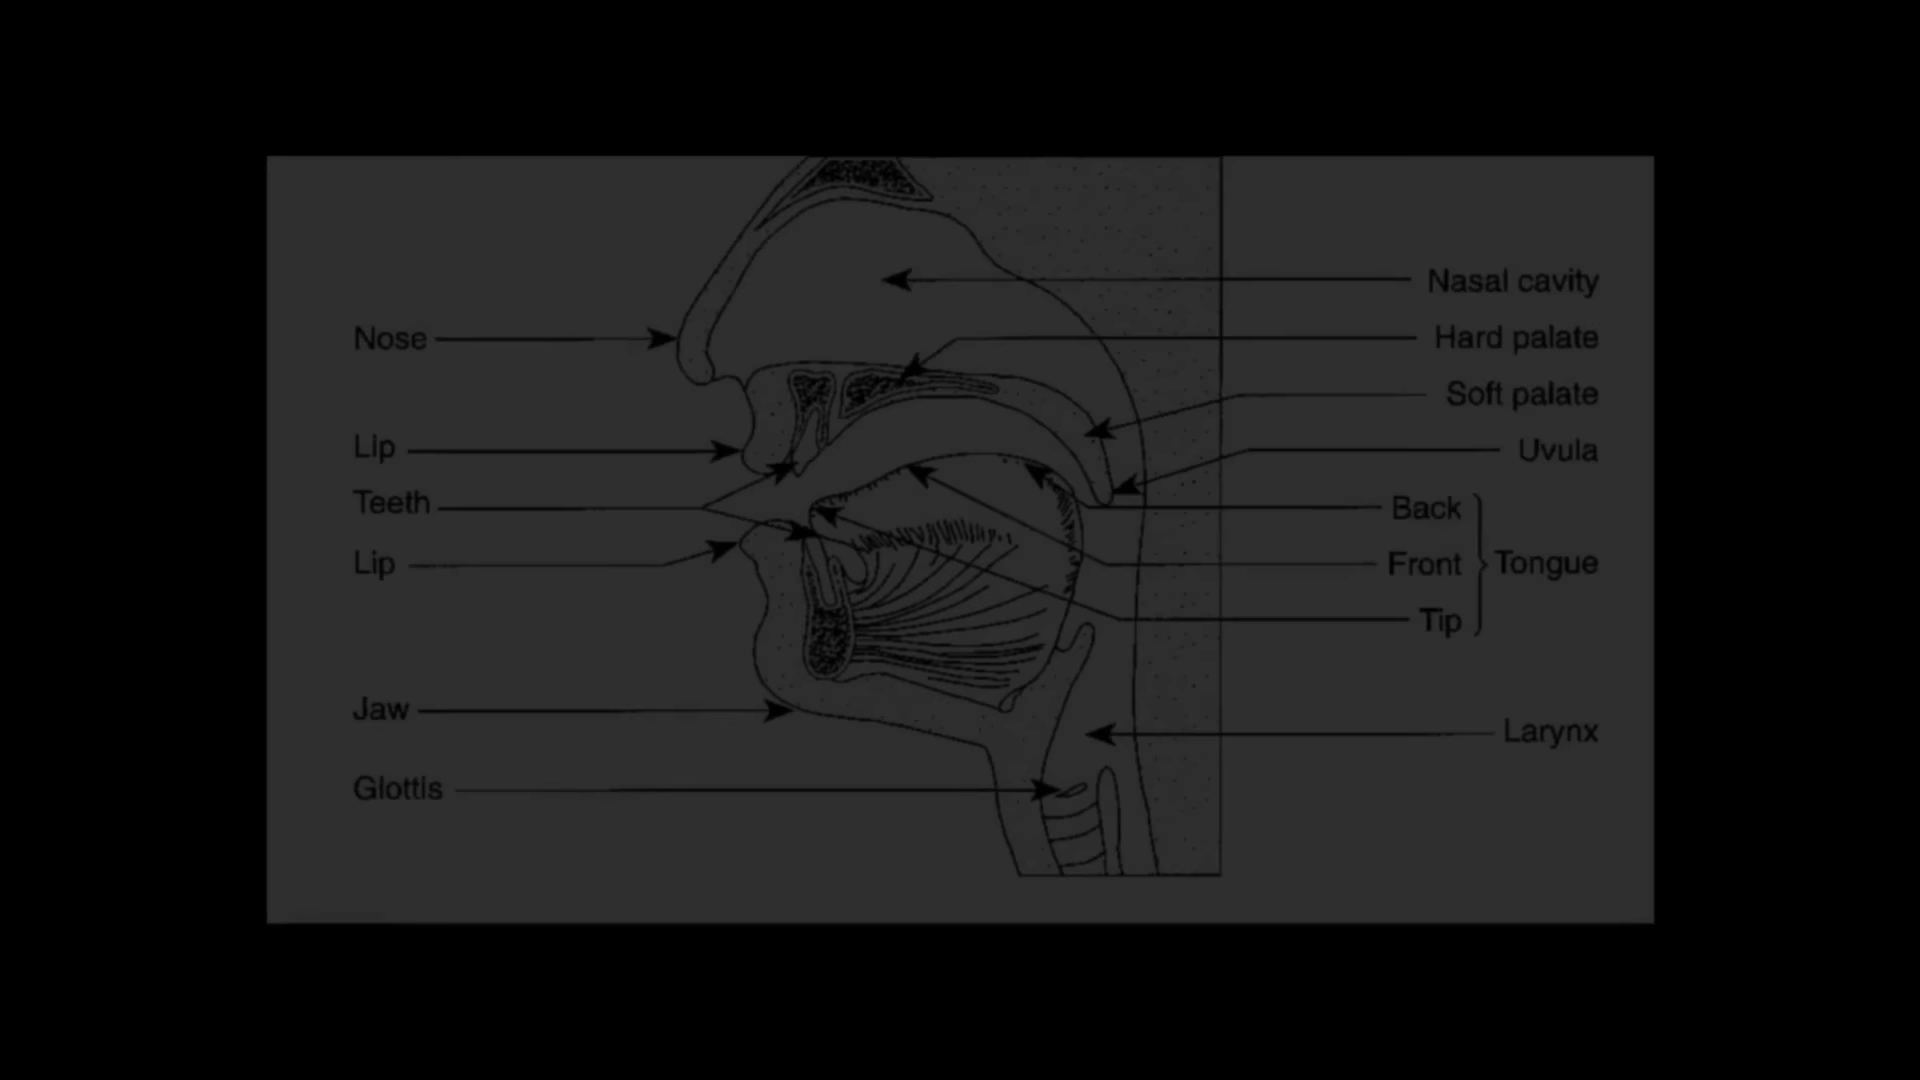 Nasal cavity
Nose
Hard palate
Soft palate
Lip
Uvula
Teeth
Back
Lip
Front
Tongue
Tip
Jaw
Larynx
Glottis